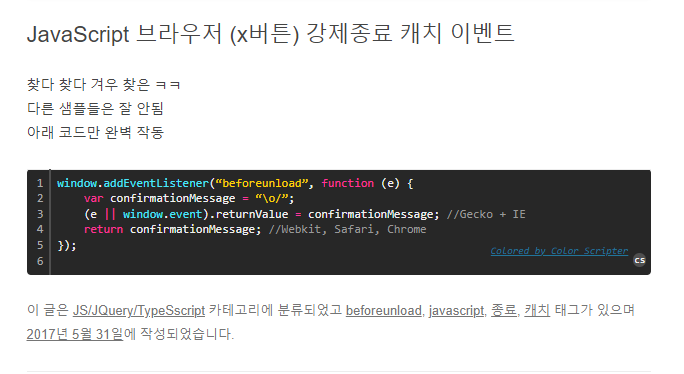 JavaScript 브라우저 (x버튼) 강제종료 캐치 이벤트
찾다 찾다 겨우 찾은 ㅋㅋ
다른 샘플들은 잘 안됨
아래 코드만 완벽 작동
1 window.addEventListener(“beforeunload”, function (e) {
2 var confirmationMessage = “\o/”;
3 (e || window.event).returnValue = confirmationMessage; //Gecko + IE
4 return confirmationMessage; //Webkit, Safari, Chrome
5 });
6
Colored by Color Scripter
cs
이 글은 JS/JQuery/TypeSscript 카테고리에 분류되었고 beforeunload, javascript, 종료, 캐치 태그가 있으며
2017년 5월 31일에 작성되었습니다.